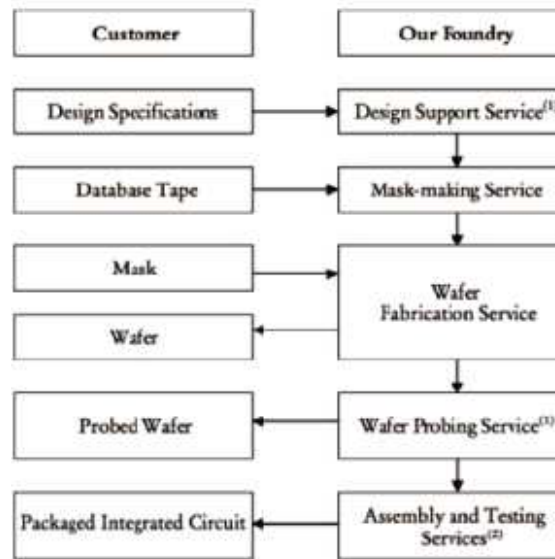 Customer
Our Foundry
Design Specifications
Design Support Service(1)
Database Tape
Mask-making Service
Mask
Wafer
Fabrication Service
Wafer
Probed Wafer
Wafer Probing Service(1)
Packaged Integrated Circuit
Assembly and Testing
Services(2)